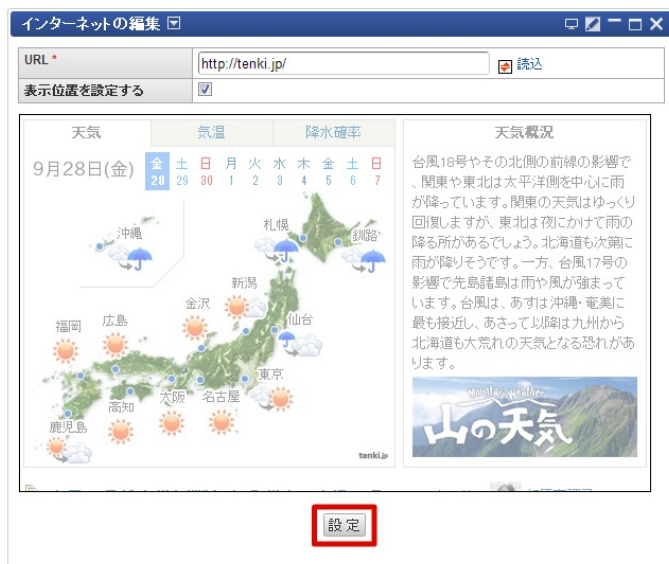 インターネットの編集
URL *
http://tenki.jp/
読込
表示位置を設定する
天気 気温 降水確率
9月28日(金)
金 土 日 月 火 水 木 金 土 日
28 29 30 1 2 3 4 5 6 7
沖縄
札幌
釧路
新潟
金沢
仙台
福岡
広島
東京
大阪
名古屋
高知
鹿児島
tenki.jp
天気概況
台風18号やその北側の前線の影響で
、関東や東北は太平洋側を中心に雨
が降っています。関東の天気はゆっくり
回復しますが、東北は夜にかけて雨の
降る所があるでしょう。北海道も次第に
雨が降りそうです。一方、台風17号の
影響で先島諸島は雨や風が強まって
います。台風は、あすは沖縄・奄美に
最も接近し、あさって以降は九州から
北海道も大荒れの天気となる恐れがあ
ります。
Mountain Weather
山の天気
設定